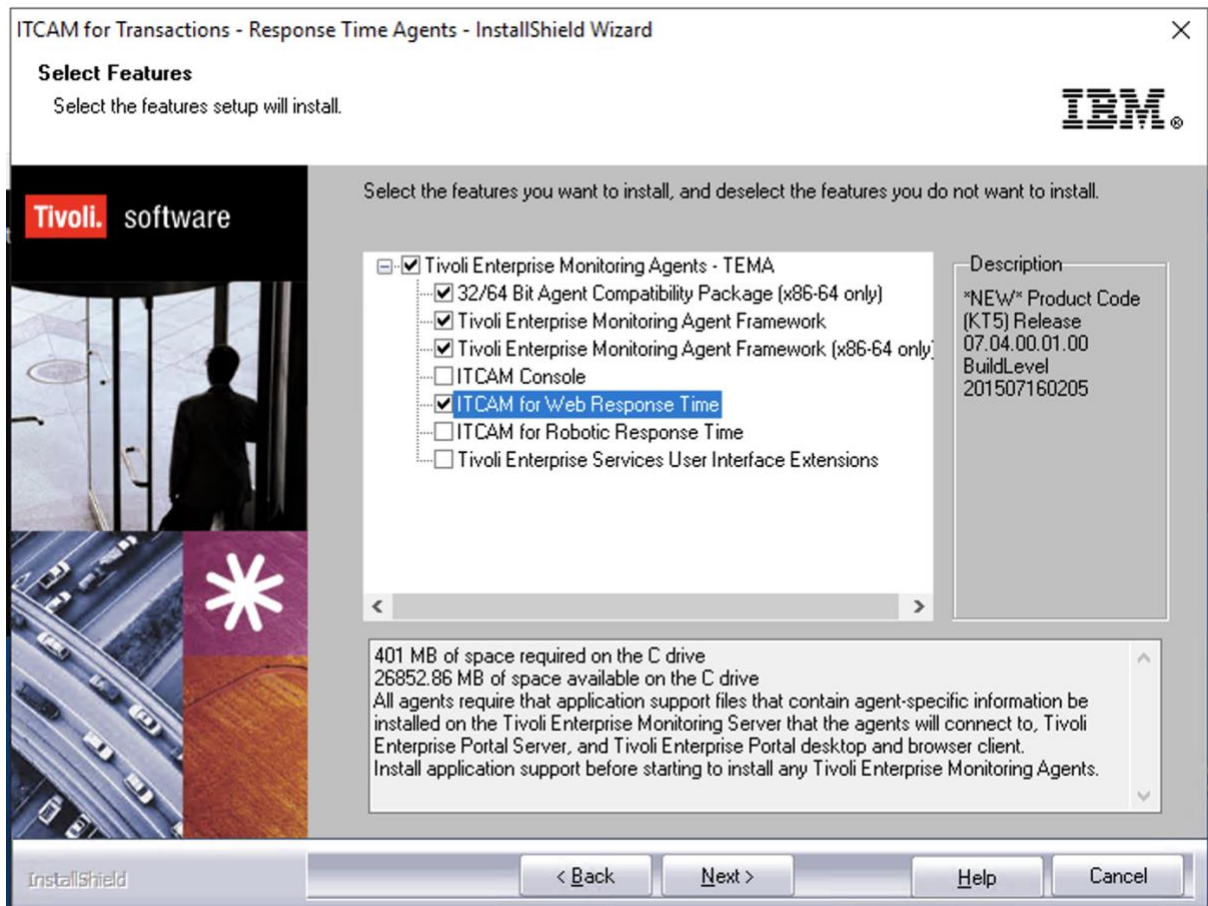 ITCAM for Transactions - Response Time Agents - InstallShield Wizard
Select Features
Select the features setup will install.
IBM®
Tivoli. software
Select the features you want to install, and deselect the features you do not want to install.
Tivoli Enterprise Monitoring Agents - TEMA
32/64 Bit Agent Compatibility Package (x86-64 only)
Tivoli Enterprise Monitoring Agent Framework
Tivoli Enterprise Monitoring Agent Framework (x86-64 only)
ITCAM Console
ITCAM for Web Response Time
ITCAM for Robotic Response Time
Tivoli Enterprise Services User Interface Extensions
Description
*NEW* Product Code
(KT5) Release
07.04.00.01.00
BuildLevel
201507160205
401 MB of space required on the C drive
26852.86 MB of space available on the C drive
All agents require that application support files that contain agent-specific information be
installed on the Tivoli Enterprise Monitoring Server that the agents will connect to, Tivoli
Enterprise Portal Server, and Tivoli Enterprise Portal desktop and browser client.
Install application support before starting to install any Tivoli Enterprise Monitoring Agents.
InstallShield
< Back
Next >
Help
Cancel